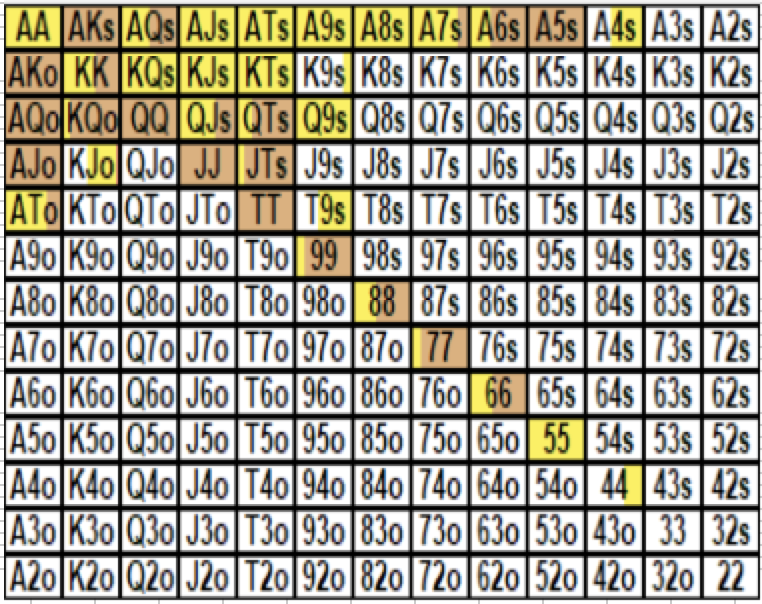 AA AKs AQs AJs ATs A9s A8s A7s A6s A5s A4s A3s A2s
AKo KK KQs KJs KTs K9s K8s K7s K6s K5s K4s K3s K2s
AQo KQo QQ QJs QTs Q9s Q8s Q7s Q6s Q5s Q4s Q3s Q2s
AJo KJo QJo JJ JTs J9s J8s J7s J6s J5s J4s J3s J2s
ATo KTo QTo JTo TT T9s T8s T7s T6s T5s T4s T3s T2s
A9o K9o Q9o J9o T9o 99 98s 97s 96s 95s 94s 93s 92s
A8o K8o Q8o J8o T8o 98o 88 87s 86s 85s 84s 83s 82s
A7o K7o Q7o J7o T7o 97o 87o 77 76s 75s 74s 73s 72s
A6o K6o Q6o J6o T6o 96o 86o 76o 66 65s 64s 63s 62s
A5o K5o Q5o J5o T5o 95o 85o 75o 65o 55 54s 53s 52s
A4o K4o Q4o J4o T4o 94o 84o 74o 64o 54o 44 43s 42s
A3o K3o Q3o J3o T3o 93o 83o 73o 63o 53o 43o 33 32s
A2o K2o Q2o J2o T2o 92o 82o 72o 62o 52o 42o 32o 22